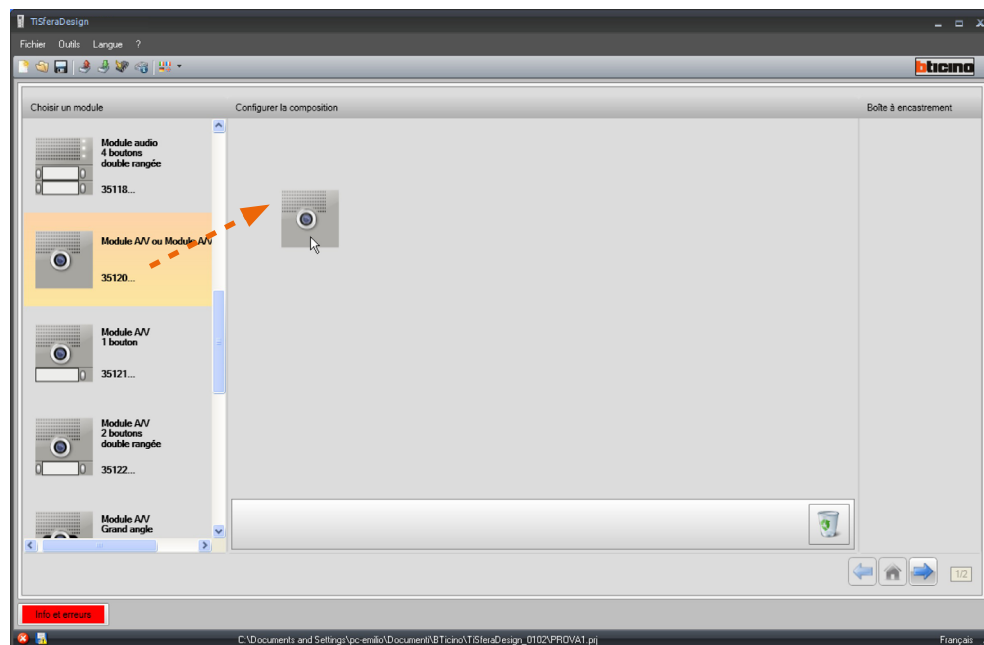 TiSferaDesign
Fichier Outils Langue ?
bticino
Choisir un module
Configurer la composition
Boîte à encastrement
Module audio
4 boutons
double rangée
35118...
Module A/V ou Module A/V
35120...
Module A/V
1 bouton
35121...
Module A/V
2 boutons
double rangée
35122...
Module A/V
Grand angle
1/2
Info et erreurs
C:\Documents and Settings\pc-emilio\Documenti\BTicino\TiSferaDesign_0102\PROVA1.prj
Français